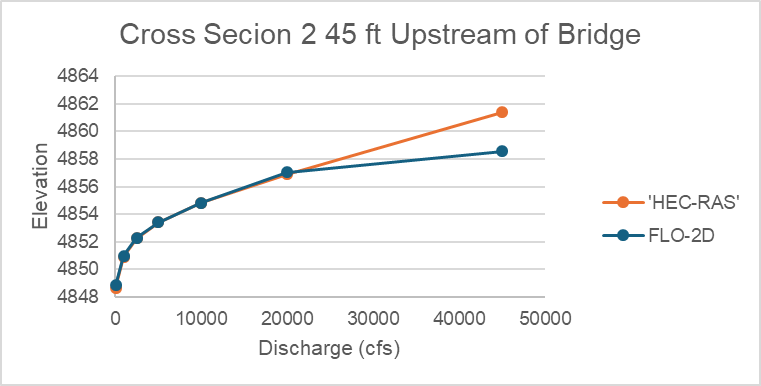 Cross Secion 2 45 ft Upstream of Bridge
4864
4862
4860
4858
4856
4854
4852
4850
4848
Elevation
0 10000 20000 30000 40000 50000
Discharge (cfs)
'HEC-RAS'
FLO-2D